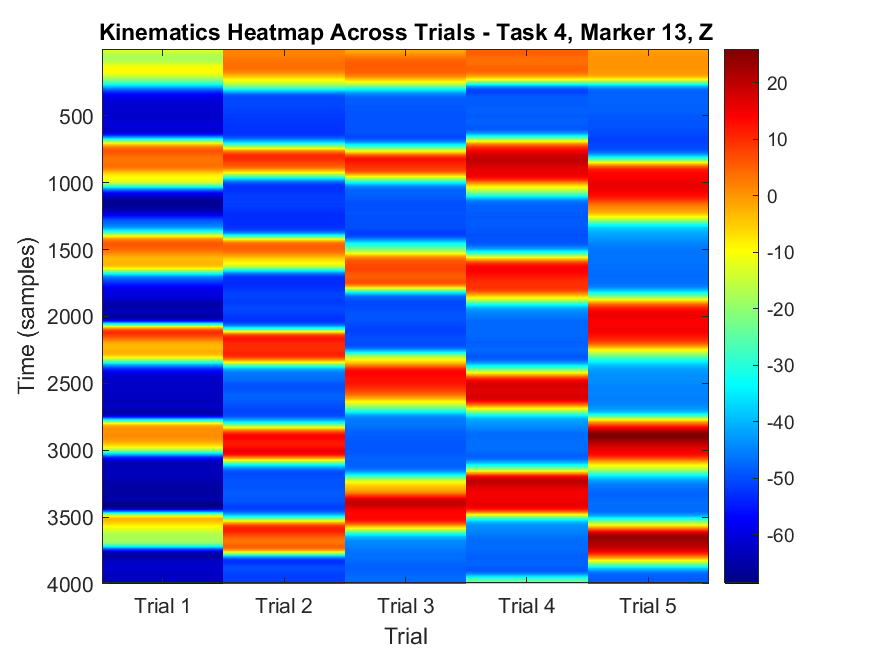 Kinematics Heatmap Across Trials - Task 4, Marker 13, Z
Time (samples)
500
1000
1500
2000
2500
3000
3500
4000
Trial 1
Trial 2
Trial 3
Trial 4
Trial 5
Trial
20
10
0
-10
-20
-30
-40
-50
-60